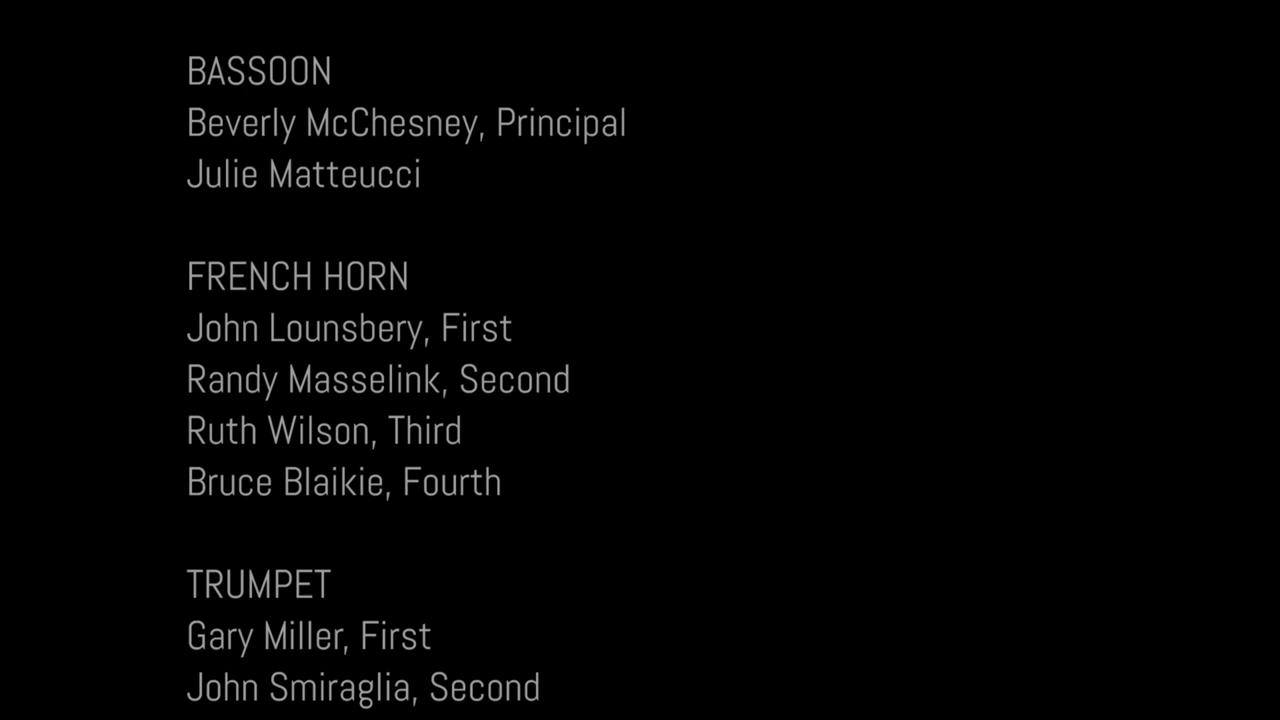 BASSOON
Beverly McChesney, Principal
Julie Matteucci
FRENCH HORN
John Lounsbery, First
Randy Masselink, Second
Ruth Wilson, Third
Bruce Blaikie, Fourth
TRUMPET
Gary Miller, First
John Smiraglia, Second